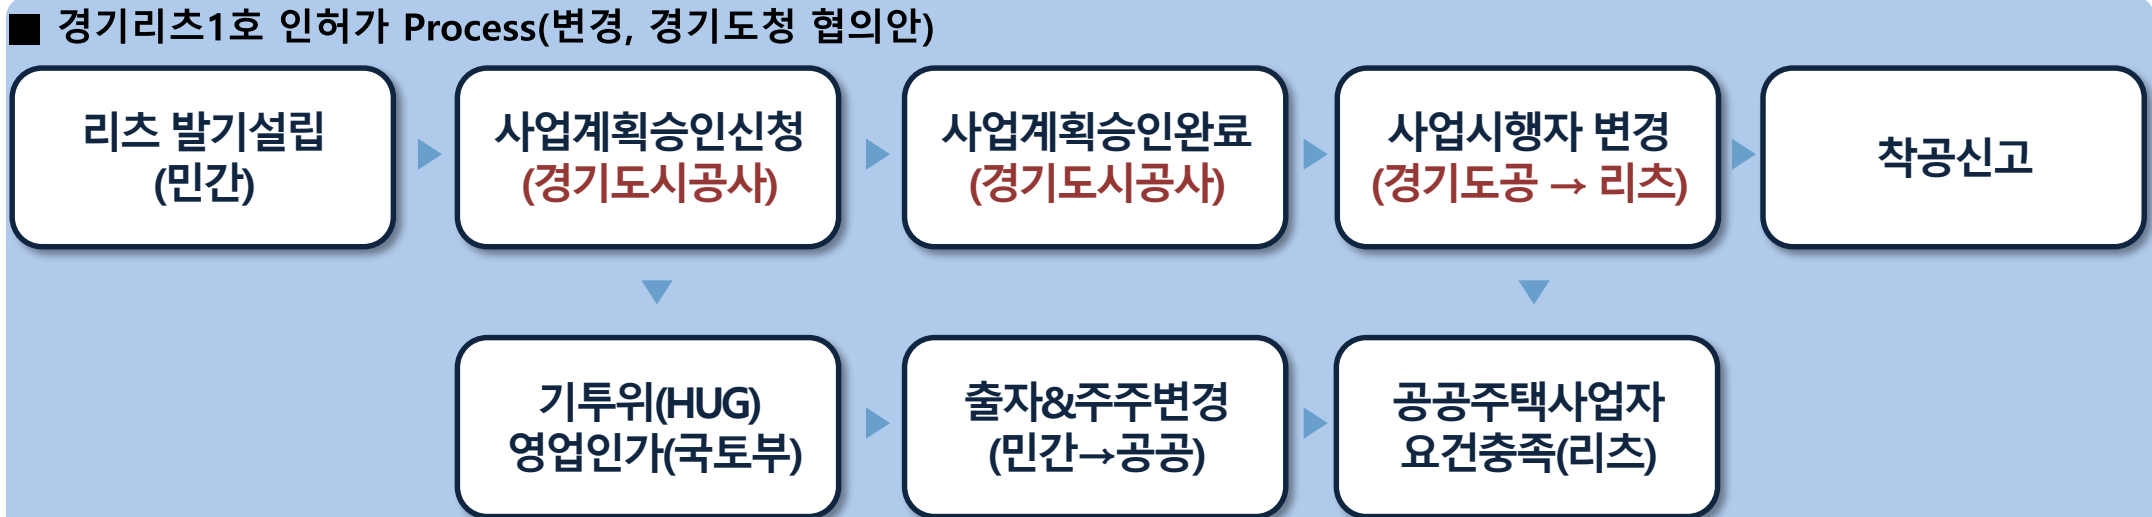 ■ 경기리츠1호 인허가 Process(변경, 경기도청 협의안)
리츠 발기설립
(민간)
사업계획승인신청
(경기도시공사)
사업계획승인완료
(경기도시공사)
사업시행자 변경
(경기도공 → 리츠)
착공신고
기투위(HUG)
영업인가(국토부)
출자&주주변경
(민간→공공)
공공주택사업자
요건충족(리츠)